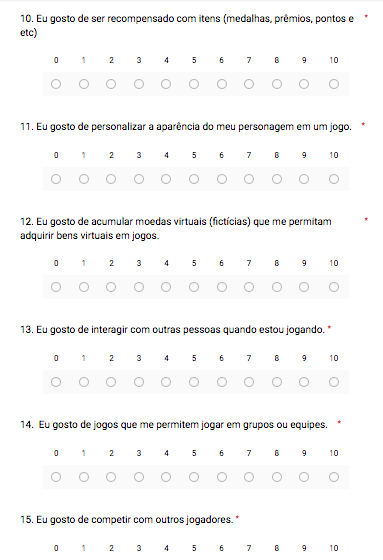 10. Eu gosto de ser recompensado com itens (medalhas, prêmios, pontos e *
etc)
0 1 2 3 4 5 6 7 8 9 10
11. Eu gosto de personalizar a aparência do meu personagem em um jogo. *
0 1 2 3 4 5 6 7 8 9 10
12. Eu gosto de acumular moedas virtuais (fictícias) que me permitam *
adquirir bens virtuais em jogos.
0 1 2 3 4 5 6 7 8 9 10
13. Eu gosto de interagir com outras pessoas quando estou jogando. *
0 1 2 3 4 5 6 7 8 9 10
14. Eu gosto de jogos que me permitem jogar em grupos ou equipes. *
0 1 2 3 4 5 6 7 8 9 10
15. Eu gosto de competir com outros jogadores. *
0 1 2 3 4 5 6 7 8 9 10